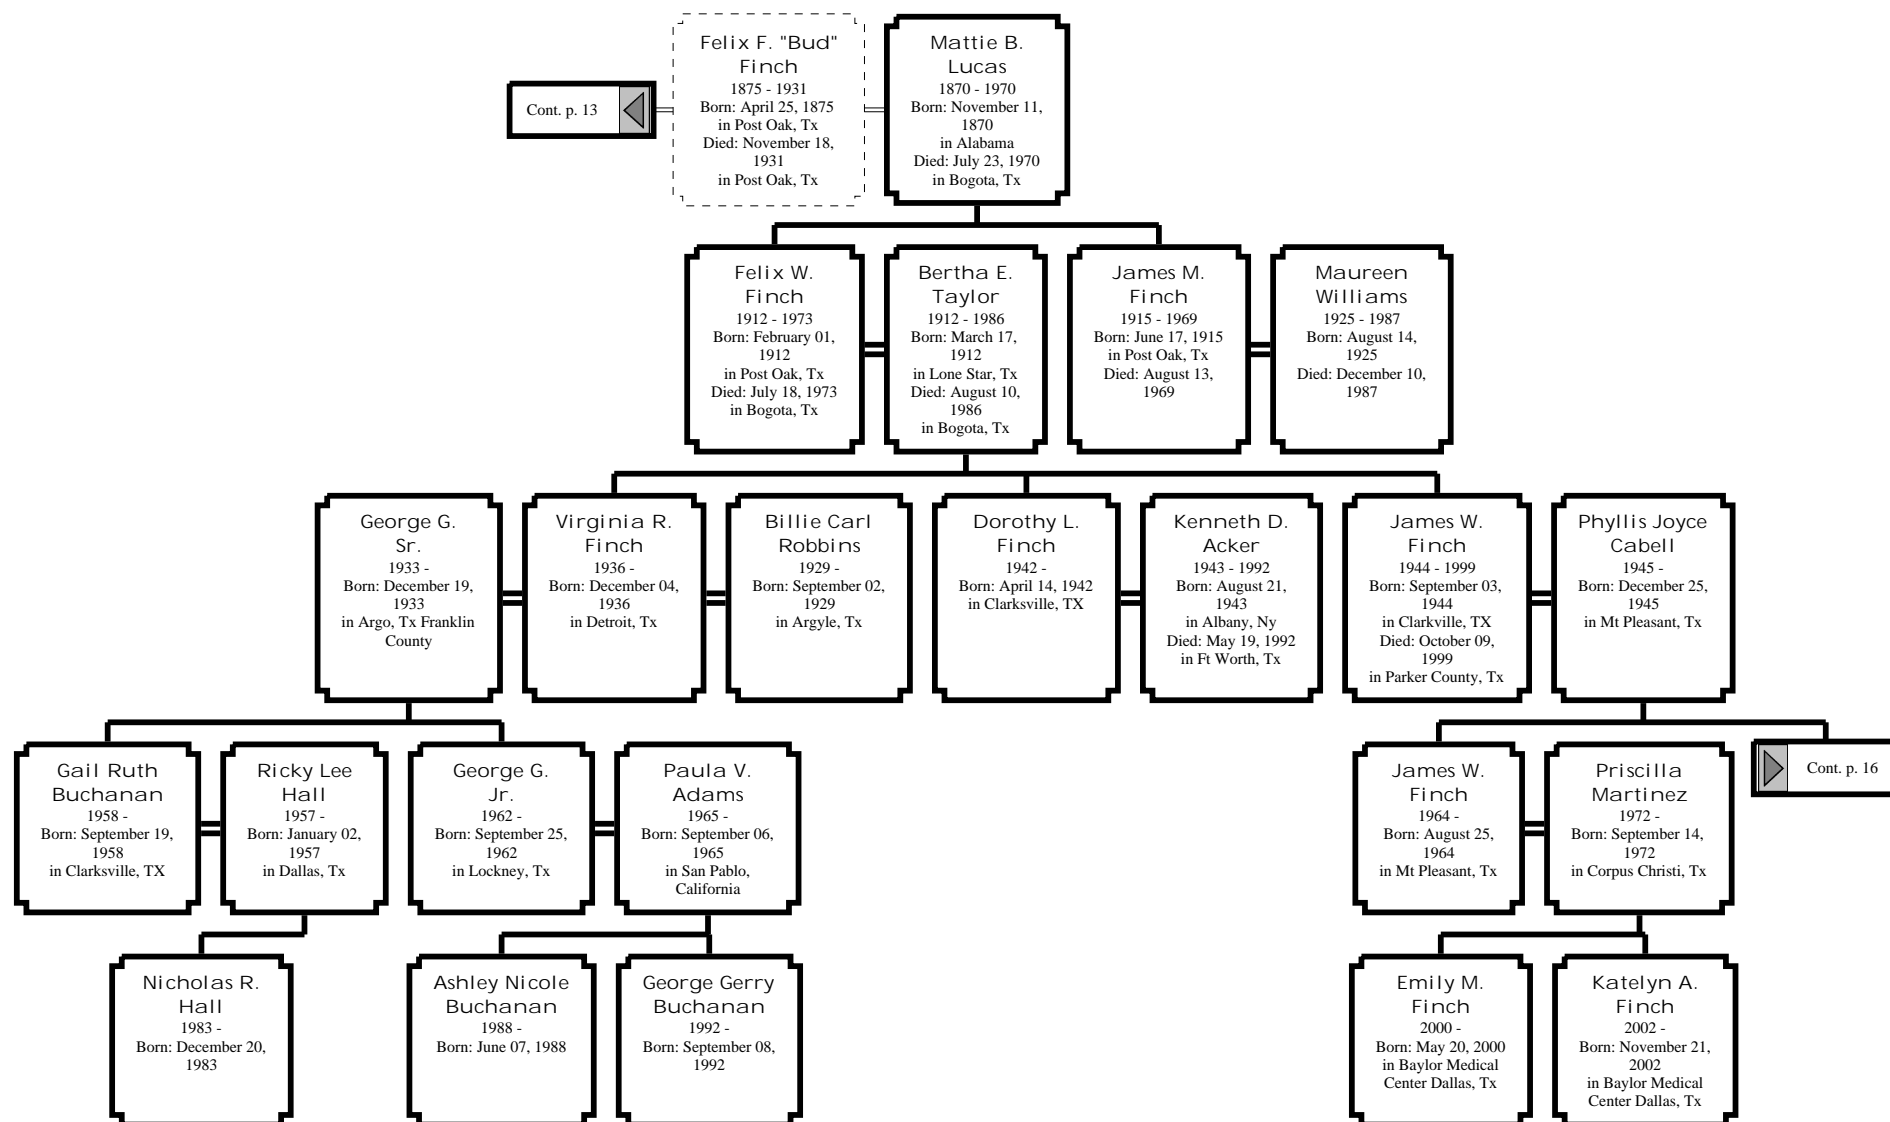 Felix F. "Bud"
Finch
1875 - 1931
Born: April 25, 1875
in Post Oak, Tx
Died: November 18,
1931
in Post Oak, Tx
Mattie B.
Lucas
1870 - 1970
Born: November 11,
1870
in Alabama
Died: July 23, 1970
in Bogota, Tx
Cont. p. 13
Felix W.
Finch
1912 - 1973
Born: February 01,
1912
in Post Oak, Tx
Died: July 18, 1973
in Bogota, Tx
Bertha E.
Taylor
1912 - 1986
Born: March 17,
1912
in Lone Star, Tx
Died: August 10,
1986
in Bogota, Tx
James M.
Finch
1915 - 1969
Born: June 17, 1915
in Post Oak, Tx
Died: August 13,
1969
Maureen
Williams
1925 - 1987
Born: August 14,
1925
Died: December 10,
1987
George G.
Sr.
1933 -
Born: December 19,
1933
in Argo, Tx Franklin
County
Virginia R.
Finch
1936 -
Born: December 04,
1936
in Detroit, Tx
Billie Carl
Robbins
1929 -
Born: September 02,
1929
in Argyle, Tx
Dorothy L.
Finch
1942 -
Born: April 14, 1942
in Clarksville, TX
Kenneth D.
Acker
1943 - 1992
Born: August 21,
1943
in Albany, Ny
Died: May 19, 1992
in Ft Worth, Tx
James W.
Finch
1944 - 1999
Born: September 03,
1944
in Clarkville, TX
Died: October 09,
1999
in Parker County, Tx
Phyllis Joyce
Cabell
1945 -
Born: December 25,
1945
in Mt Pleasant, Tx
Gail Ruth
Buchanan
1958 -
Born: September 19,
1958
in Clarksville, TX
Ricky Lee
Hall
1957 -
Born: January 02,
1957
in Dallas, Tx
George G.
Jr.
1962 -
Born: September 25,
1962
in Lockney, Tx
Paula V.
Adams
1965 -
Born: September 06,
1965
in San Pablo,
California
James W.
Finch
1964 -
Born: August 25,
1964
in Mt Pleasant, Tx
Priscilla
Martinez
1972 -
Born: September 14,
1972
in Corpus Christi, Tx
Cont. p. 16
Nicholas R.
Hall
1983 -
Born: December 20,
1983
Ashley Nicole
Buchanan
1988 -
Born: June 07, 1988
George Gerry
Buchanan
1992 -
Born: September 08,
1992
Emily M.
Finch
2000 -
Born: May 20, 2000
in Baylor Medical
Center Dallas, Tx
Katelyn A.
Finch
2002 -
Born: November 21,
2002
in Baylor Medical
Center Dallas, Tx